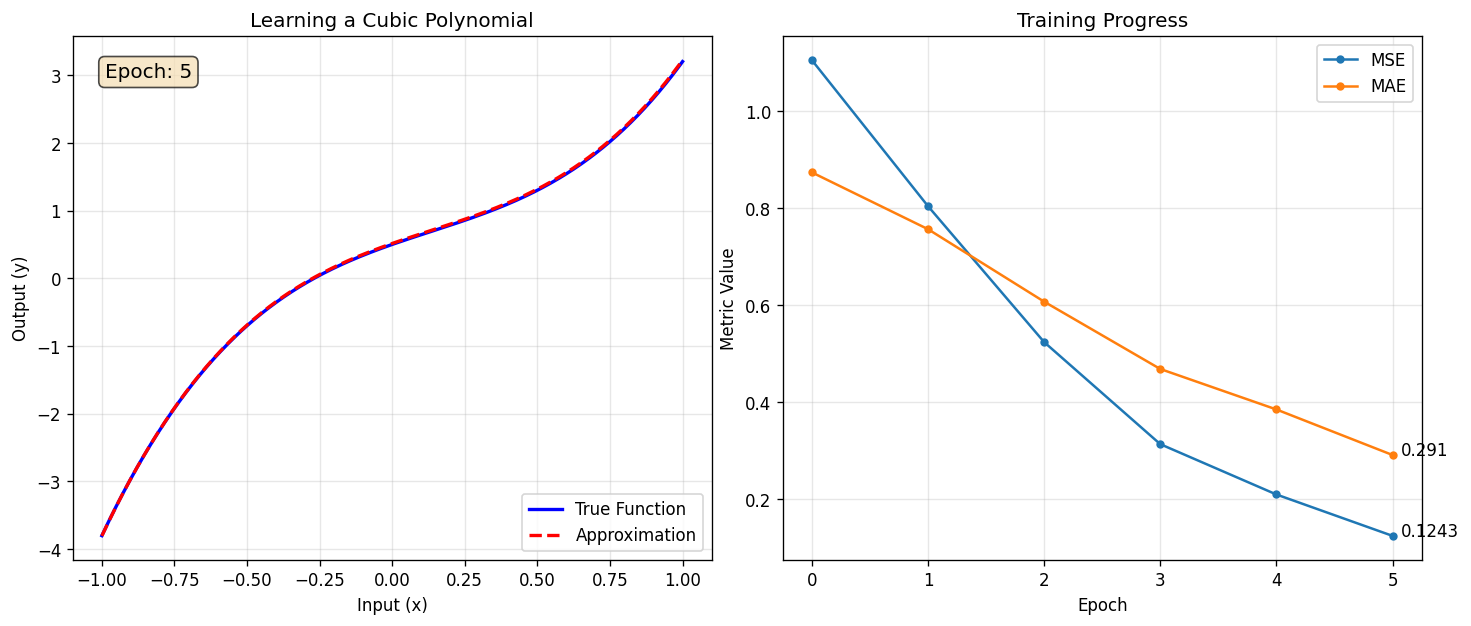 Learning a Cubic Polynomial
Epoch: 5
3
2
1
0
−1
−2
−3
−4
Output (y)
True Function
Approximation
−1.00 −0.75 −0.50 −0.25 0.00 0.25 0.50 0.75 1.00
Input (x)
Training Progress
MSE
MAE
1.0
0.8
0.6
0.4
0.2
Metric Value
0.291
0.1243
0 1 2 3 4 5
Epoch